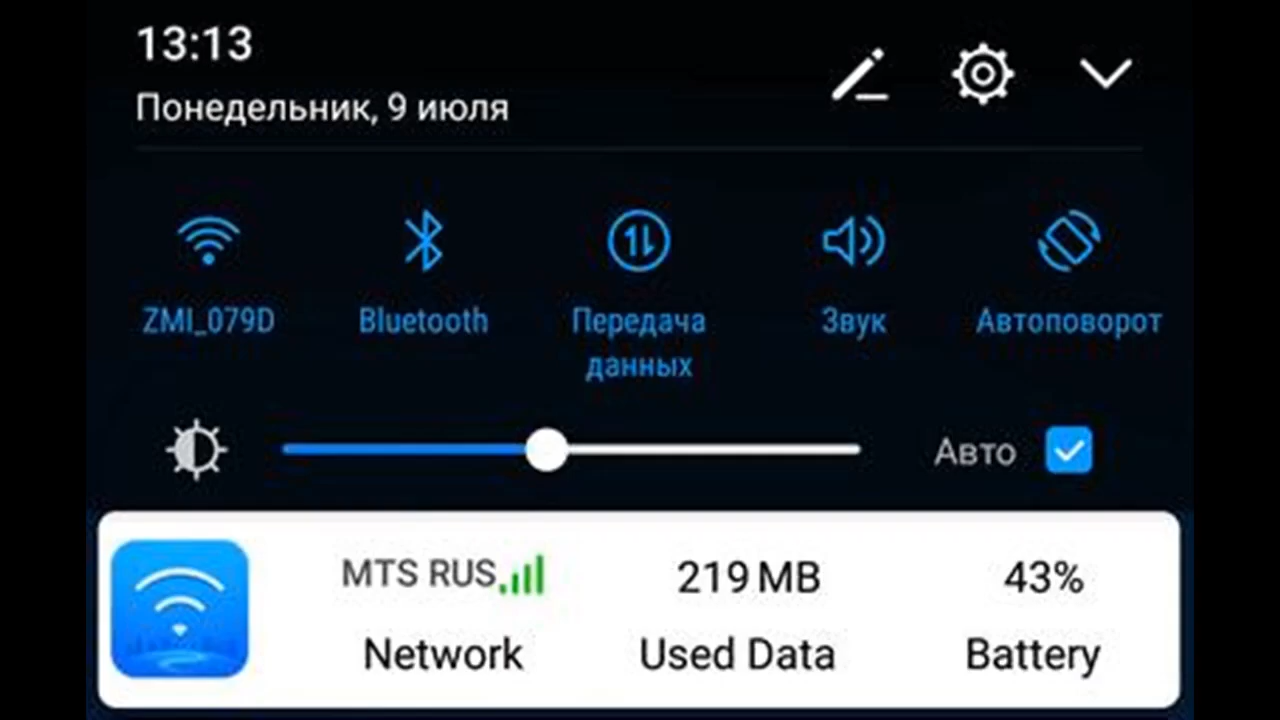 13:13
Понедельник, 9 июля
ZMI_079D
Bluetooth
Передача
данных
Звук
Автоповорот
Авто
MTS RUS
219 MB
43%
Network
Used Data
Battery